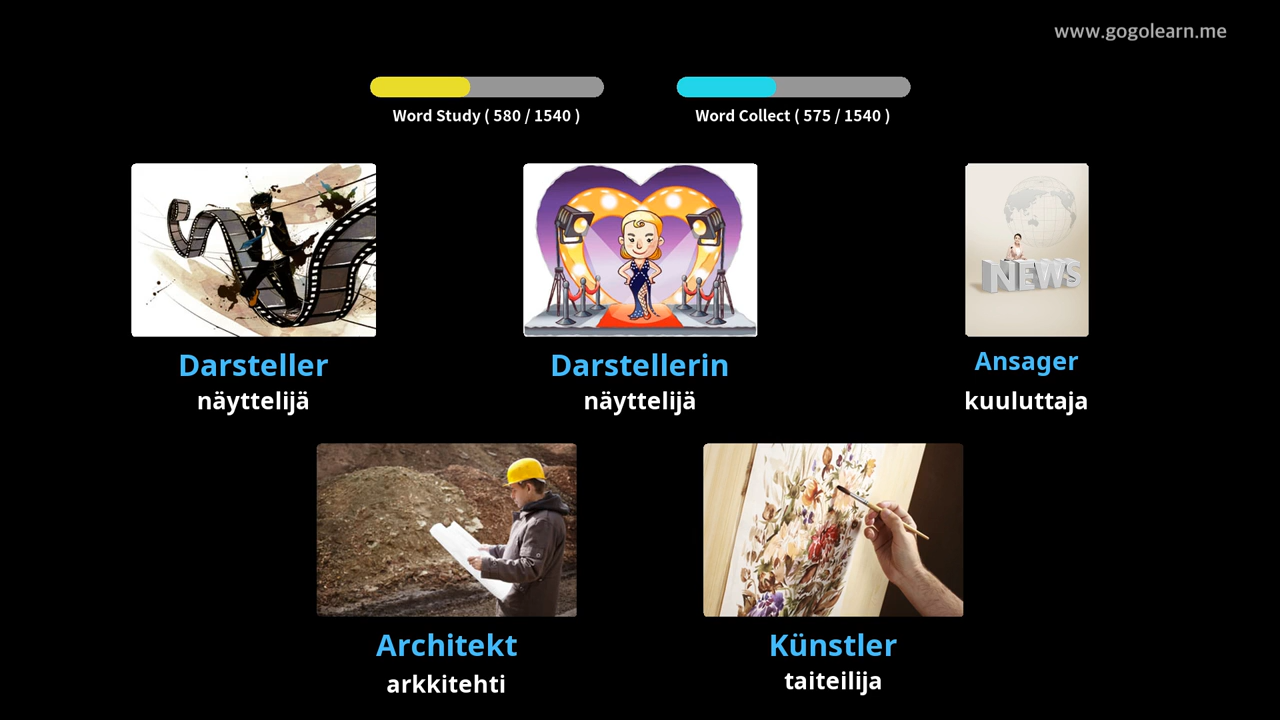 www.gogolearn.me
Word Study ( 580 / 1540 )
Word Collect ( 575 / 1540 )
NEWS
Darsteller
näyttelijä
Darstellerin
näyttelijä
Ansager
kuuluttaja
Architekt
arkkitehti
Künstler
taiteilija